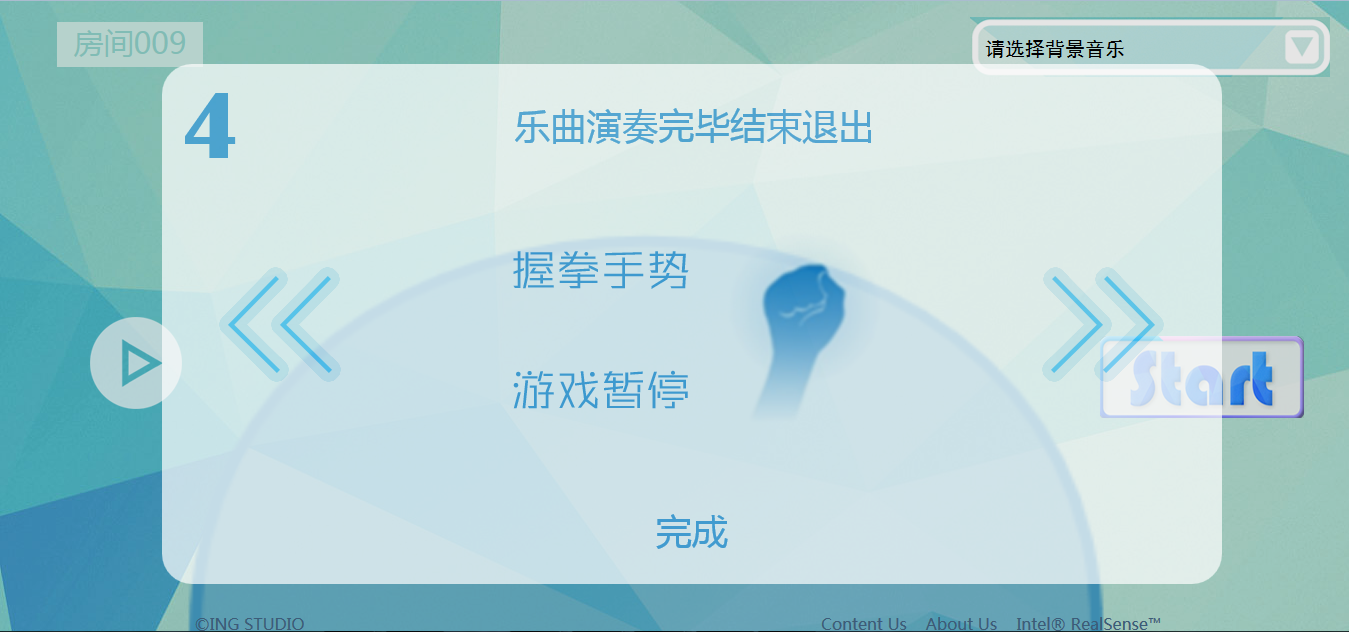 房间009
请选择背景音乐
4
乐曲演奏完毕结束退出
握拳手势
游戏暂停
Start
完成
©ING STUDIO
Content Us About Us Intel® RealSense™